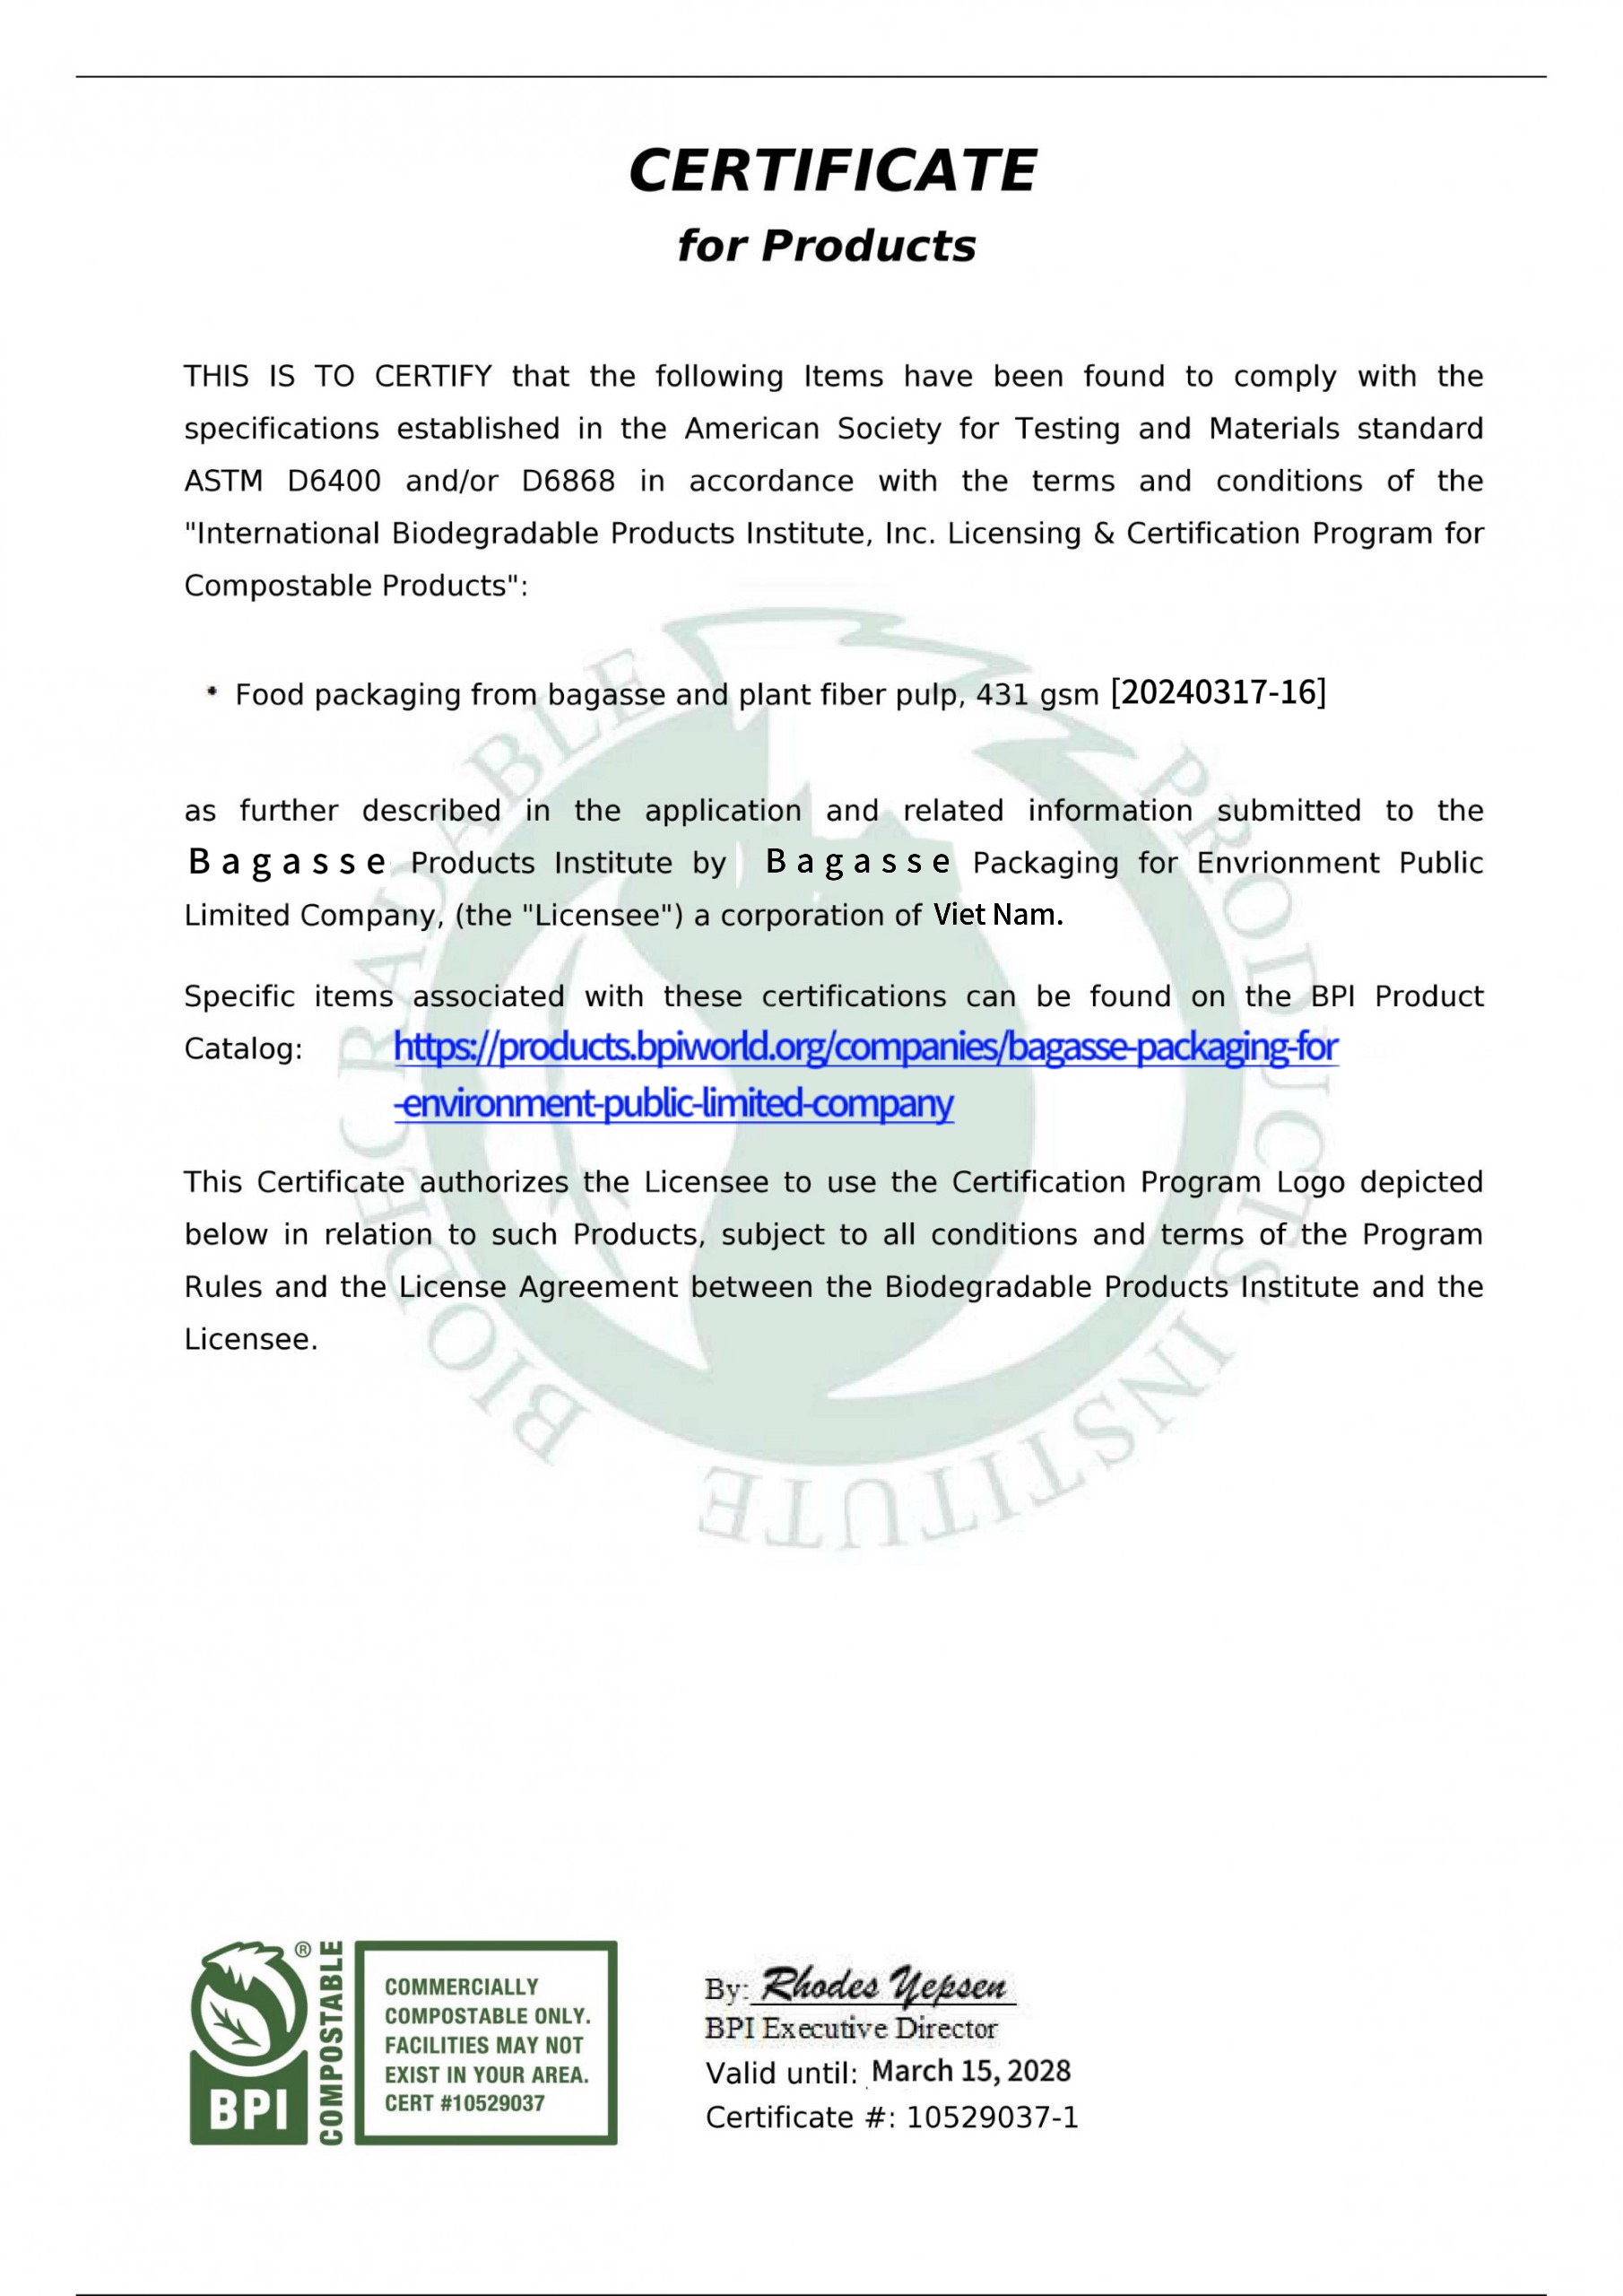 CERTIFICATE
for Products
THIS IS TO CERTIFY that the following Items have been found to comply with the
specifications established in the American Society for Testing and Materials standard
ASTM D6400 and/or D6868 in accordance with the terms and conditions of the
"International Biodegradable Products Institute, Inc. Licensing & Certification Program for
Compostable Products":
• Food packaging from bagasse and plant fiber pulp, 431 gsm [20240317-16]
as further described in the application and related information submitted to the
Bagasse Products Institute by Bagasse Packaging for Envrionment Public
Limited Company, (the "Licensee") a corporation of Viet Nam.
Specific items associated with these certifications can be found on the BPI Product
Catalog: https://products.bpiworld.org/companies/bagasse-packaging-for
-environment-public-limited-company
This Certificate authorizes the Licensee to use the Certification Program Logo depicted
below in relation to such Products, subject to all conditions and terms of the Program
Rules and the License Agreement between the Biodegradable Products Institute and the
Licensee.
BIODEGRADABLE PRODUCTS INSTITUTE
®
BPI
COMPOSTABLE
COMMERCIALLY
COMPOSTABLE ONLY.
FACILITIES MAY NOT
EXIST IN YOUR AREA.
CERT #10529037
By: Rhodes Yepsen
BPI Executive Director
Valid until: March 15, 2028
Certificate #: 10529037-1